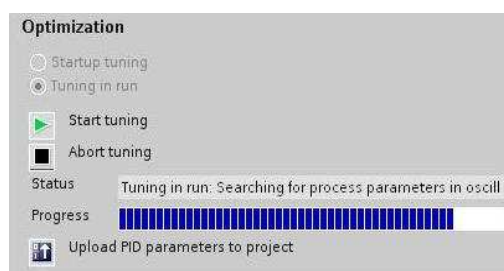 Optimization
Startup tuning
Tuning in run
Start tuning
Abort tuning
Status Tuning in run: Searching for process parameters in oscill
Progress
Upload PID parameters to project